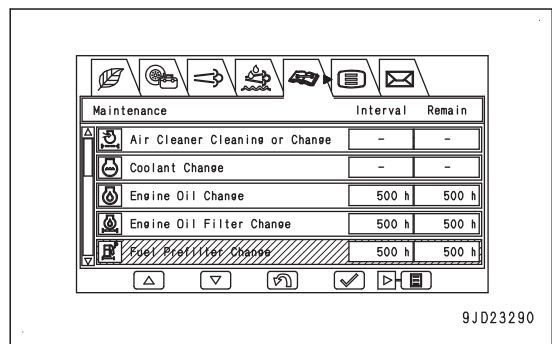 Maintenance Interval Remain
Air Cleaner Cleaning or Change - -
Coolant Change - -
Engine Oil Change 500 h 500 h
Engine Oil Filter Change 500 h 500 h
Fuel Prefilter Change 500 h 500 h
9JD23290